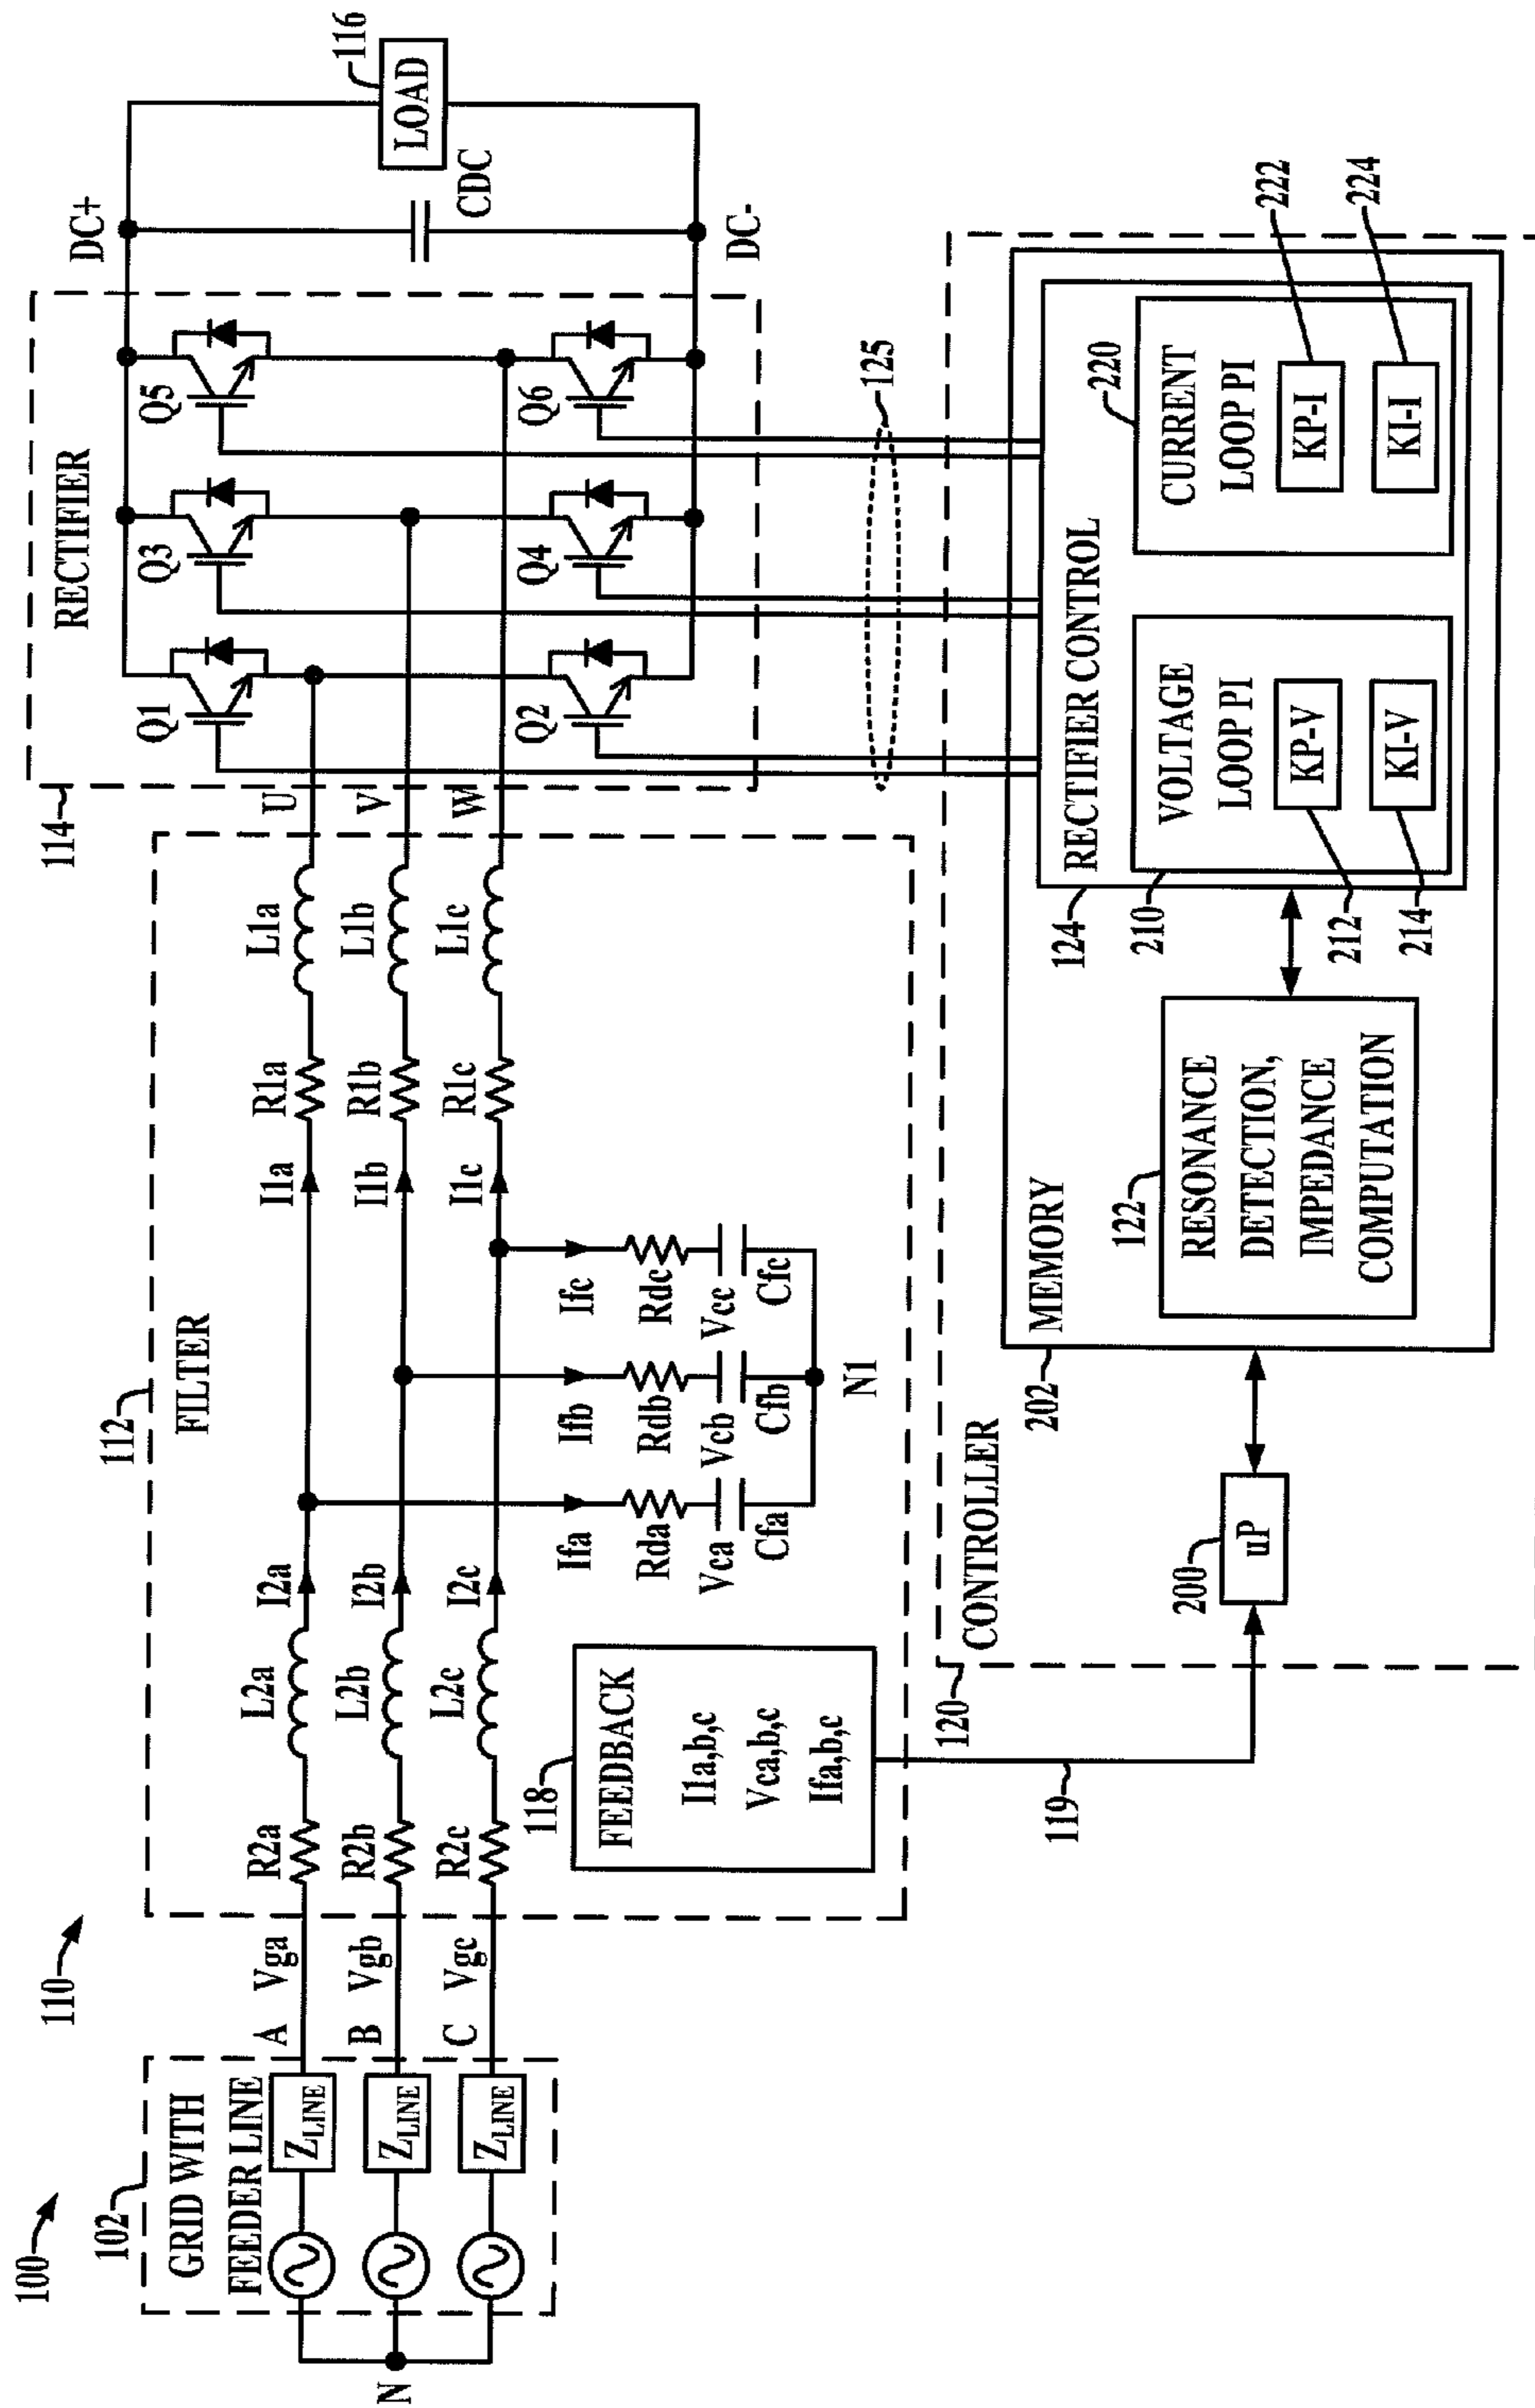 100
110
102
GRID WITH
FEEDER LINE
N
Z_LINE
Z_LINE
Z_LINE
A Vga
B Vgb
C Vgc
112
FILTER
R2a
L2a
I2a
I1a
R1a
L1a
R2b
L2b
I2b
I1b
R1b
L1b
R2c
L2c
I2c
I1c
R1c
L1c
Ifa
Ifb
Ifc
Rda
Rdb
Rdc
Vca
Vcb
Vcc
Cfa
Cfb
Cfc
N1
118
FEEDBACK
I1a,b,c
Vca,b,c
Ifa,b,c
119
114
RECTIFIER
U
V
W
Q1
Q3
Q5
Q2
Q4
Q6
DC+
DC-
CDC
116
LOAD
125
120
CONTROLLER
200
uP
202
MEMORY
122
RESONANCE
DETECTION,
IMPEDANCE
COMPUTATION
124
RECTIFIER CONTROL
210
VOLTAGE
LOOP PI
KP-V
212
KI-V
214
220
CURRENT
LOOP PI
KP-I
222
KI-I
224